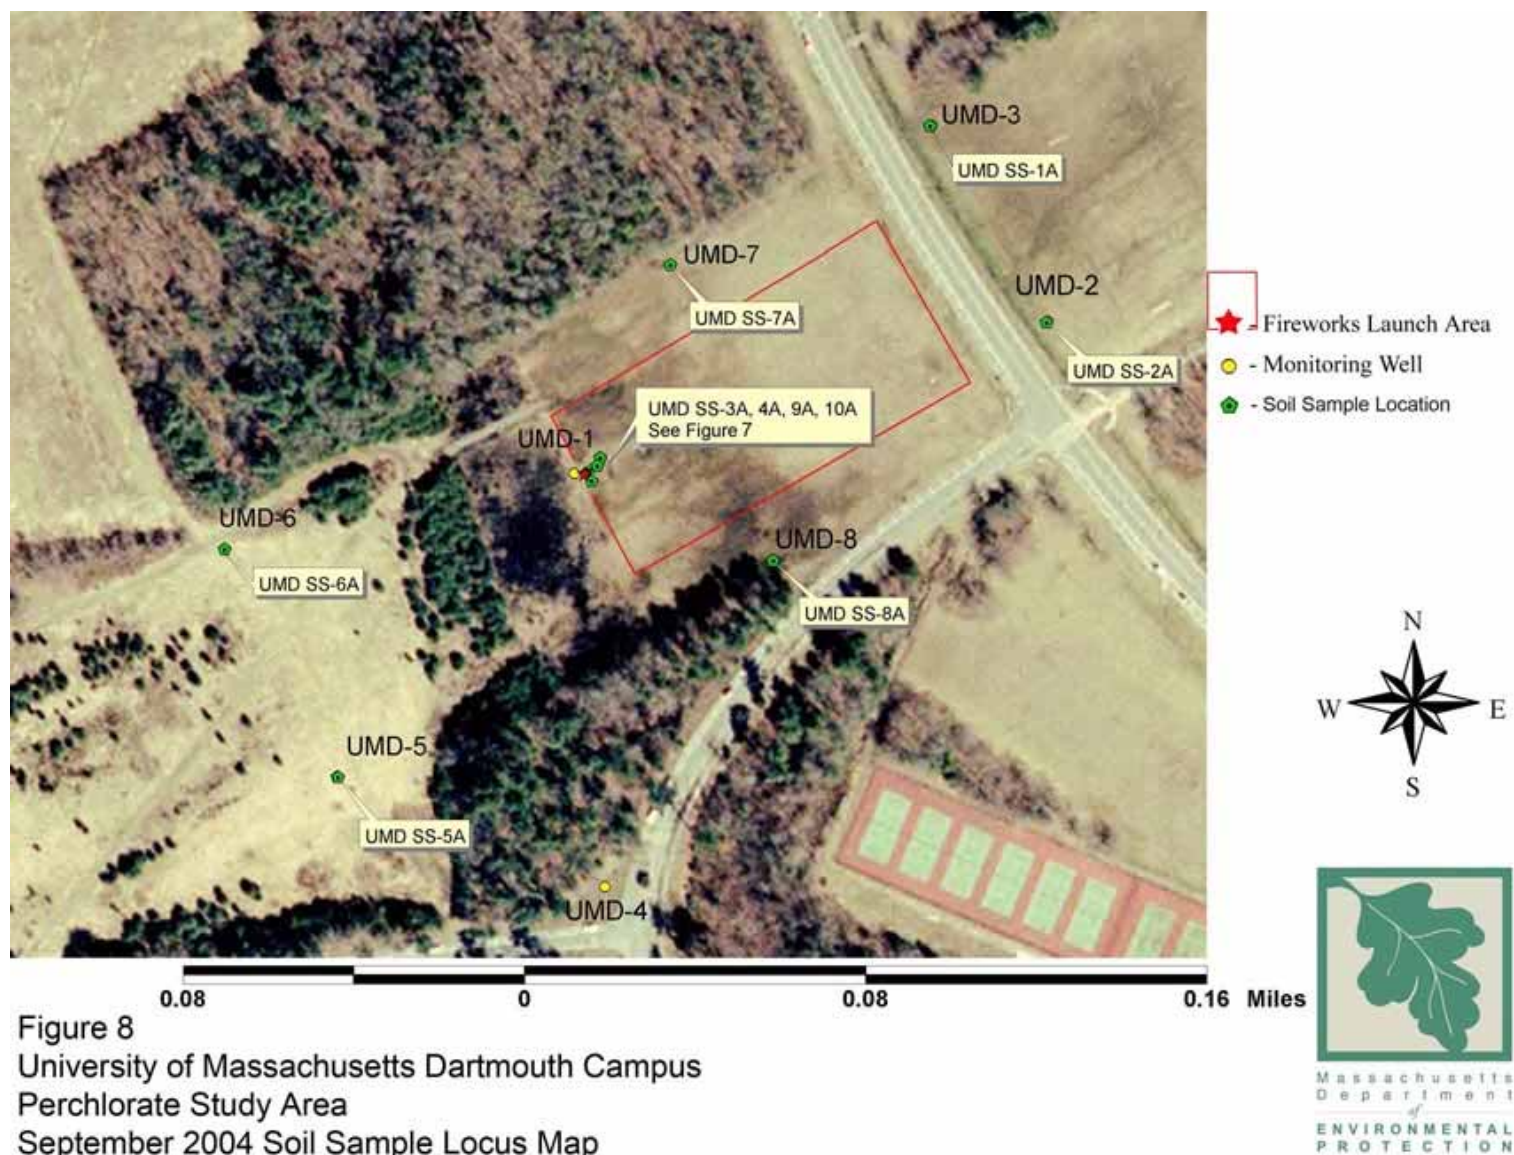 UMD-3
UMD SS-1A
UMD-7
UMD SS-7A
UMD-2
UMD SS-2A
UMD SS-3A, 4A, 9A, 10A
See Figure 7
UMD-1
UMD-6
UMD SS-6A
UMD-8
UMD SS-8A
UMD-5
UMD SS-5A
UMD-4
- Fireworks Launch Area
- Monitoring Well
- Soil Sample Location
N
W E
S
0.08 0 0.08 0.16 Miles
Figure 8
University of Massachusetts Dartmouth Campus
Perchlorate Study Area
September 2004 Soil Sample Locus Map
Massachusetts
Department
of
ENVIRONMENTAL
PROTECTION